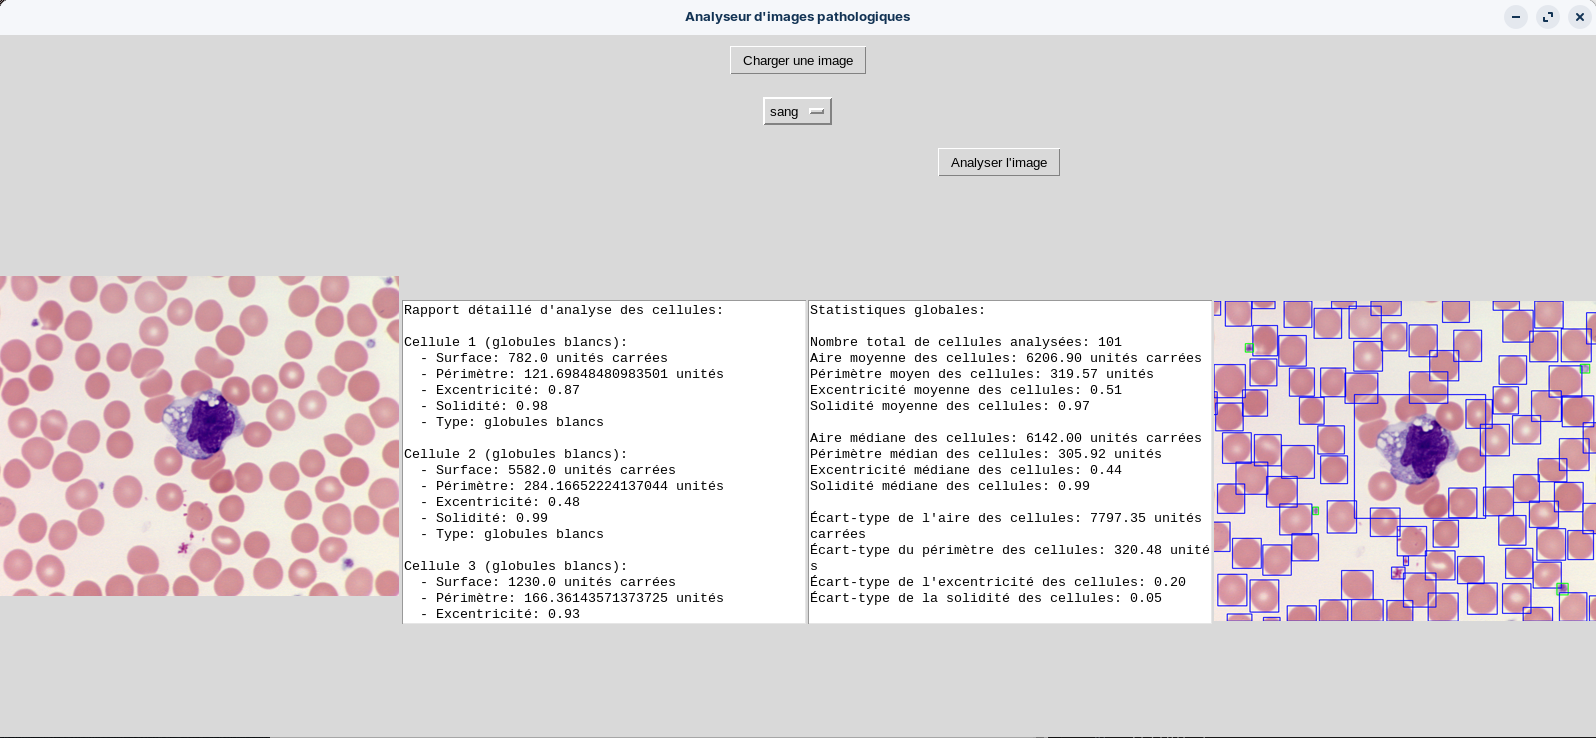 Analyseur d'images pathologiques
Charger une image
sang
Analyser l'image
Rapport détaillé d'analyse des cellules:
Cellule 1 (globules blancs):
- Surface: 782.0 unités carrées
- Périmètre: 121.69848480983501 unités
- Excentricité: 0.87
- Solidité: 0.98
- Type: globules blancs
Cellule 2 (globules blancs):
- Surface: 5582.0 unités carrées
- Périmètre: 284.16652224137044 unités
- Excentricité: 0.48
- Solidité: 0.99
- Type: globules blancs
Cellule 3 (globules blancs):
- Surface: 1230.0 unités carrées
- Périmètre: 166.36143571373725 unités
- Excentricité: 0.93
Statistiques globales:
Nombre total de cellules analysées: 101
Aire moyenne des cellules: 6206.90 unités carrées
Périmètre moyen des cellules: 319.57 unités
Excentricité moyenne des cellules: 0.51
Solidité moyenne des cellules: 0.97
Aire médiane des cellules: 6142.00 unités carrées
Périmètre médian des cellules: 305.92 unités
Excentricité médiane des cellules: 0.44
Solidité médiane des cellules: 0.99
Écart-type de l'aire des cellules: 7797.35 unités
carrées
Écart-type du périmètre des cellules: 320.48 unité
s
Écart-type de l'excentricité des cellules: 0.20
Écart-type de la solidité des cellules: 0.05